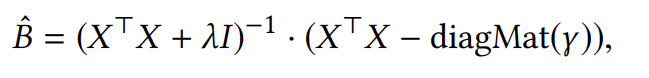 B̂ = (X⊤X + λI)⁻¹ · (X⊤X − diagMat(γ)),